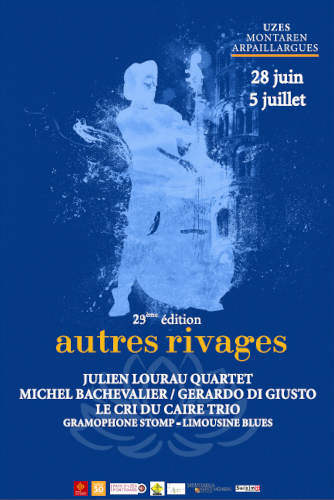 UZES
MONTAREN
ARPAILLARGUES
28 juin
5 juillet
29ème édition
autres rivages
JULIEN LOURAU QUARTET
MICHEL BACHEVALIER / GERARDO DI GIUSTO
LE CRI DU CAIRE TRIO
GRAMOPHONE STOMP - LIMOUSINE BLUES